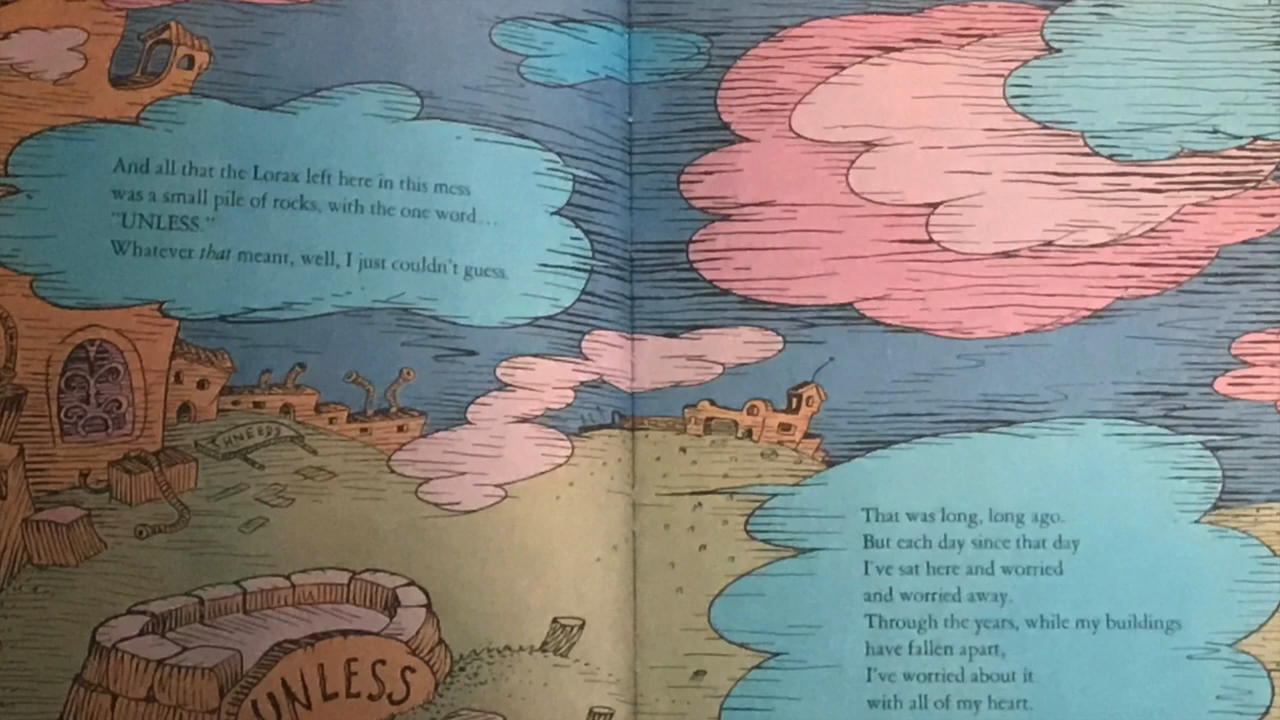 And all that the Lorax left here in this mess
was a small pile of rocks, with the one word...
"UNLESS."
Whatever that meant, well, I just couldn't guess.
HNEEDS
UNLESS
That was long, long ago.
But each day since that day
I've sat here and worried
and worried away.
Through the years, while my buildings
have fallen apart,
I've worried about it
with all of my heart.